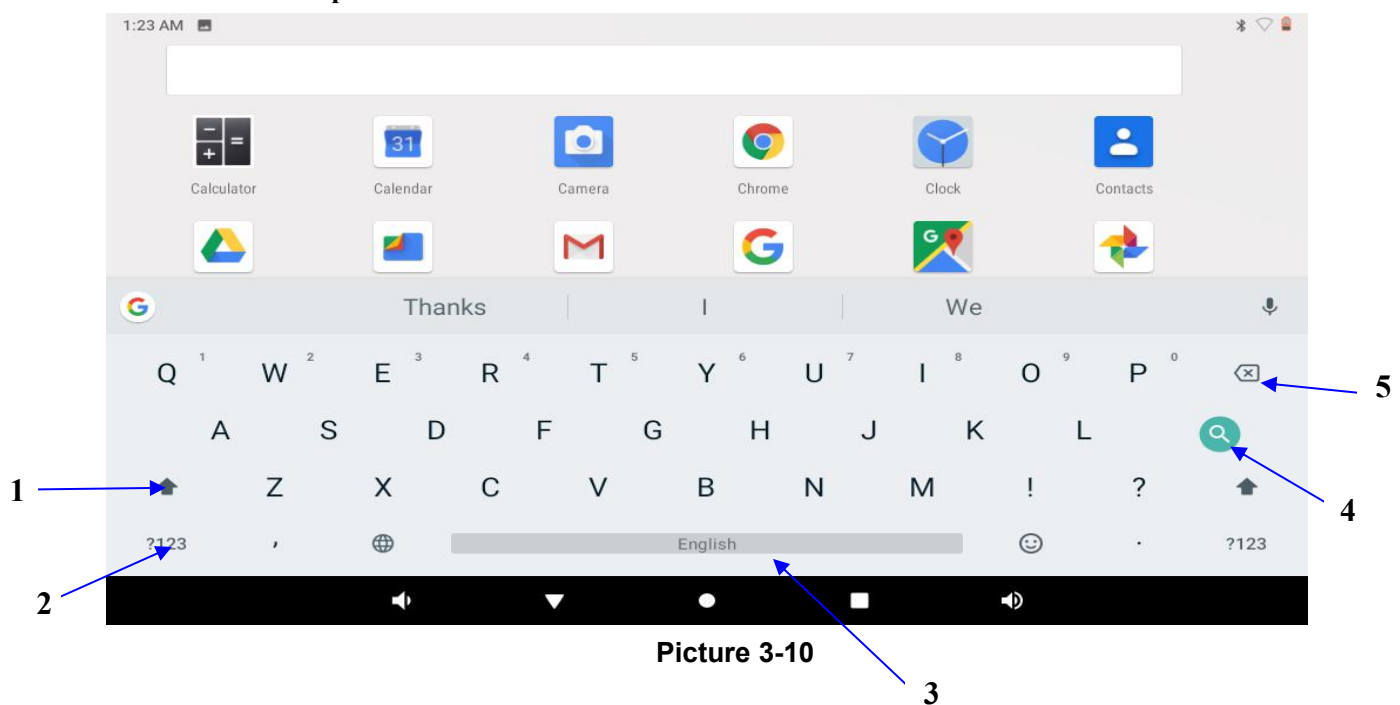 1:23 AM
Calculator Calendar Camera Chrome Clock Contacts
Thanks I We
Q 1 W 2 E 3 R 4 T 5 Y 6 U 7 I 8 O 9 P 0
5
A S D F G H J K L
1 Z X C V B N M ! ?
4
?123 , English . ?123
2
Picture 3-10
3